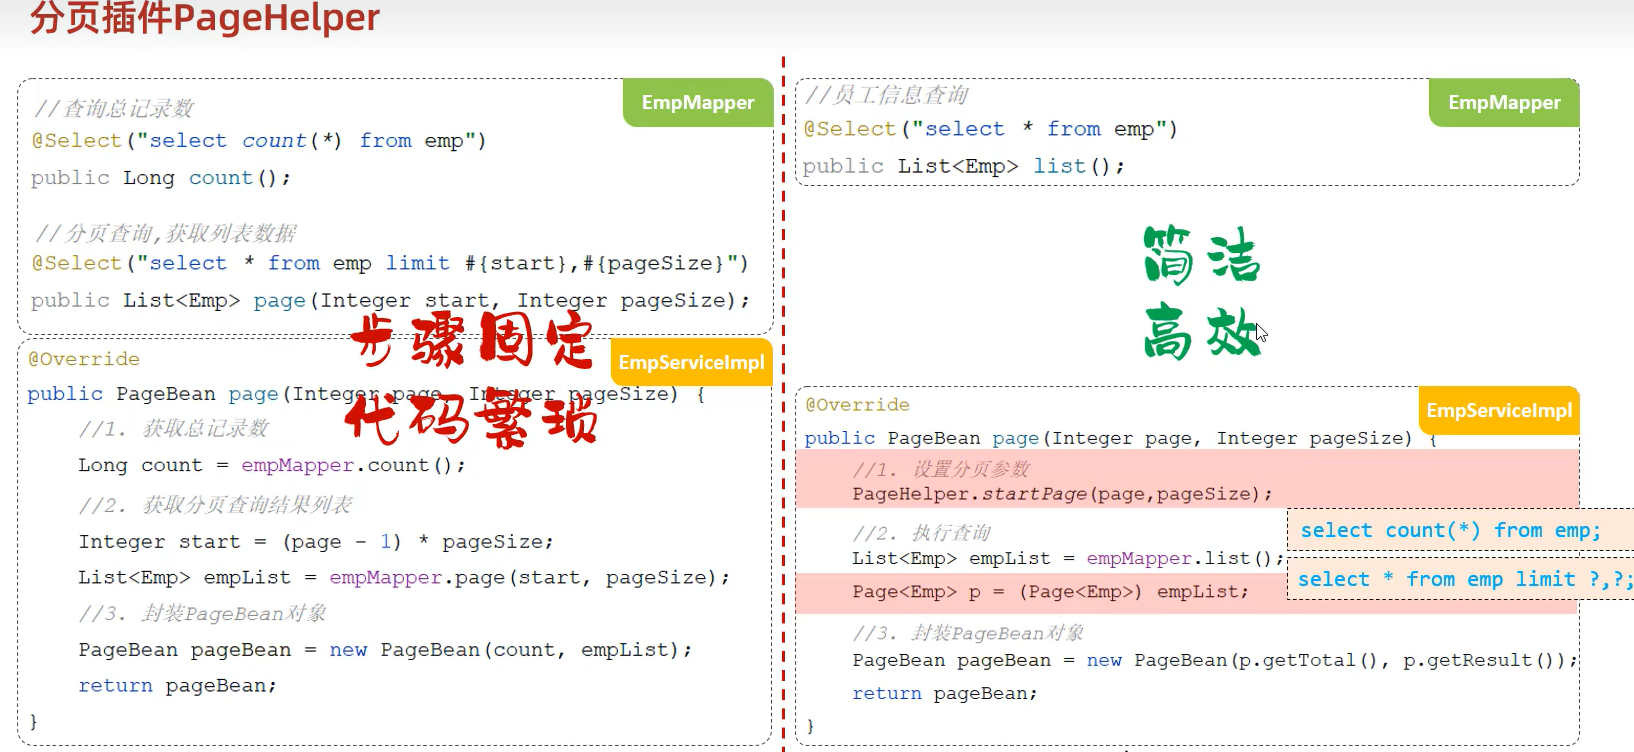 分页插件PageHelper
EmpMapper
//查询总记录数
@Select("select count(*) from emp")
public Long count();
//分页查询,获取列表数据
@Select("select * from emp limit #{start},#{pageSize}")
public List<Emp> page(Integer start, Integer pageSize);
步骤固定
代码繁琐
EmpServiceImpl
@Override
public PageBean page(Integer page, Integer pageSize) {
//1. 获取总记录数
Long count = empMapper.count();
//2. 获取分页查询结果列表
Integer start = (page - 1) * pageSize;
List<Emp> empList = empMapper.page(start, pageSize);
//3. 封装PageBean对象
PageBean pageBean = new PageBean(count, empList);
return pageBean;
}
EmpMapper
//员工信息查询
@Select("select * from emp")
public List<Emp> list();
简洁
高效
EmpServiceImpl
@Override
public PageBean page(Integer page, Integer pageSize) {
//1. 设置分页参数
PageHelper.startPage(page,pageSize);
//2. 执行查询
List<Emp> empList = empMapper.list();
Page<Emp> p = (Page<Emp>) empList;
select count(*) from emp;
select * from emp limit ?,?;
//3. 封装PageBean对象
PageBean pageBean = new PageBean(p.getTotal(), p.getResult());
return pageBean;
}